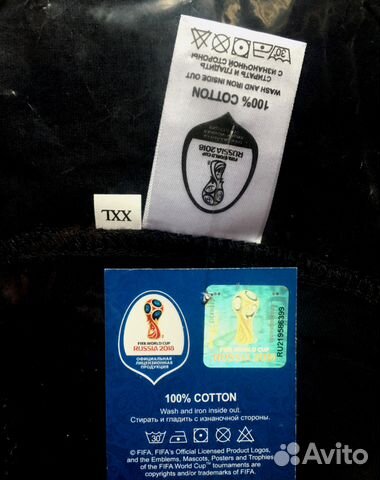 30
С ИЗНАНОЧНОЙ СТОРОНЫ
СТИРАТЬ И ГЛАДИТЬ
WASH AND IRON INSIDE OUT
100% COTTON
RUSSIA 2018
FIFA WORLD CUP
XXL
FIFA WORLD CUP
RUSSIA 2018
ОФИЦИАЛЬНАЯ
ЛИЦЕНЗИОННАЯ
ПРОДУКЦИЯ
RU219586399
100% COTTON
Wash and iron inside out
Стирать и гладить с изнаночной стороны.
30
© FIFA, FIFA's Official Licensed Product Logos,
and the Emblems, Mascots, Posters and Trophies
of the FIFA World Cup™ tournaments are
copyrights and/or trademarks of FIFA.
Avito